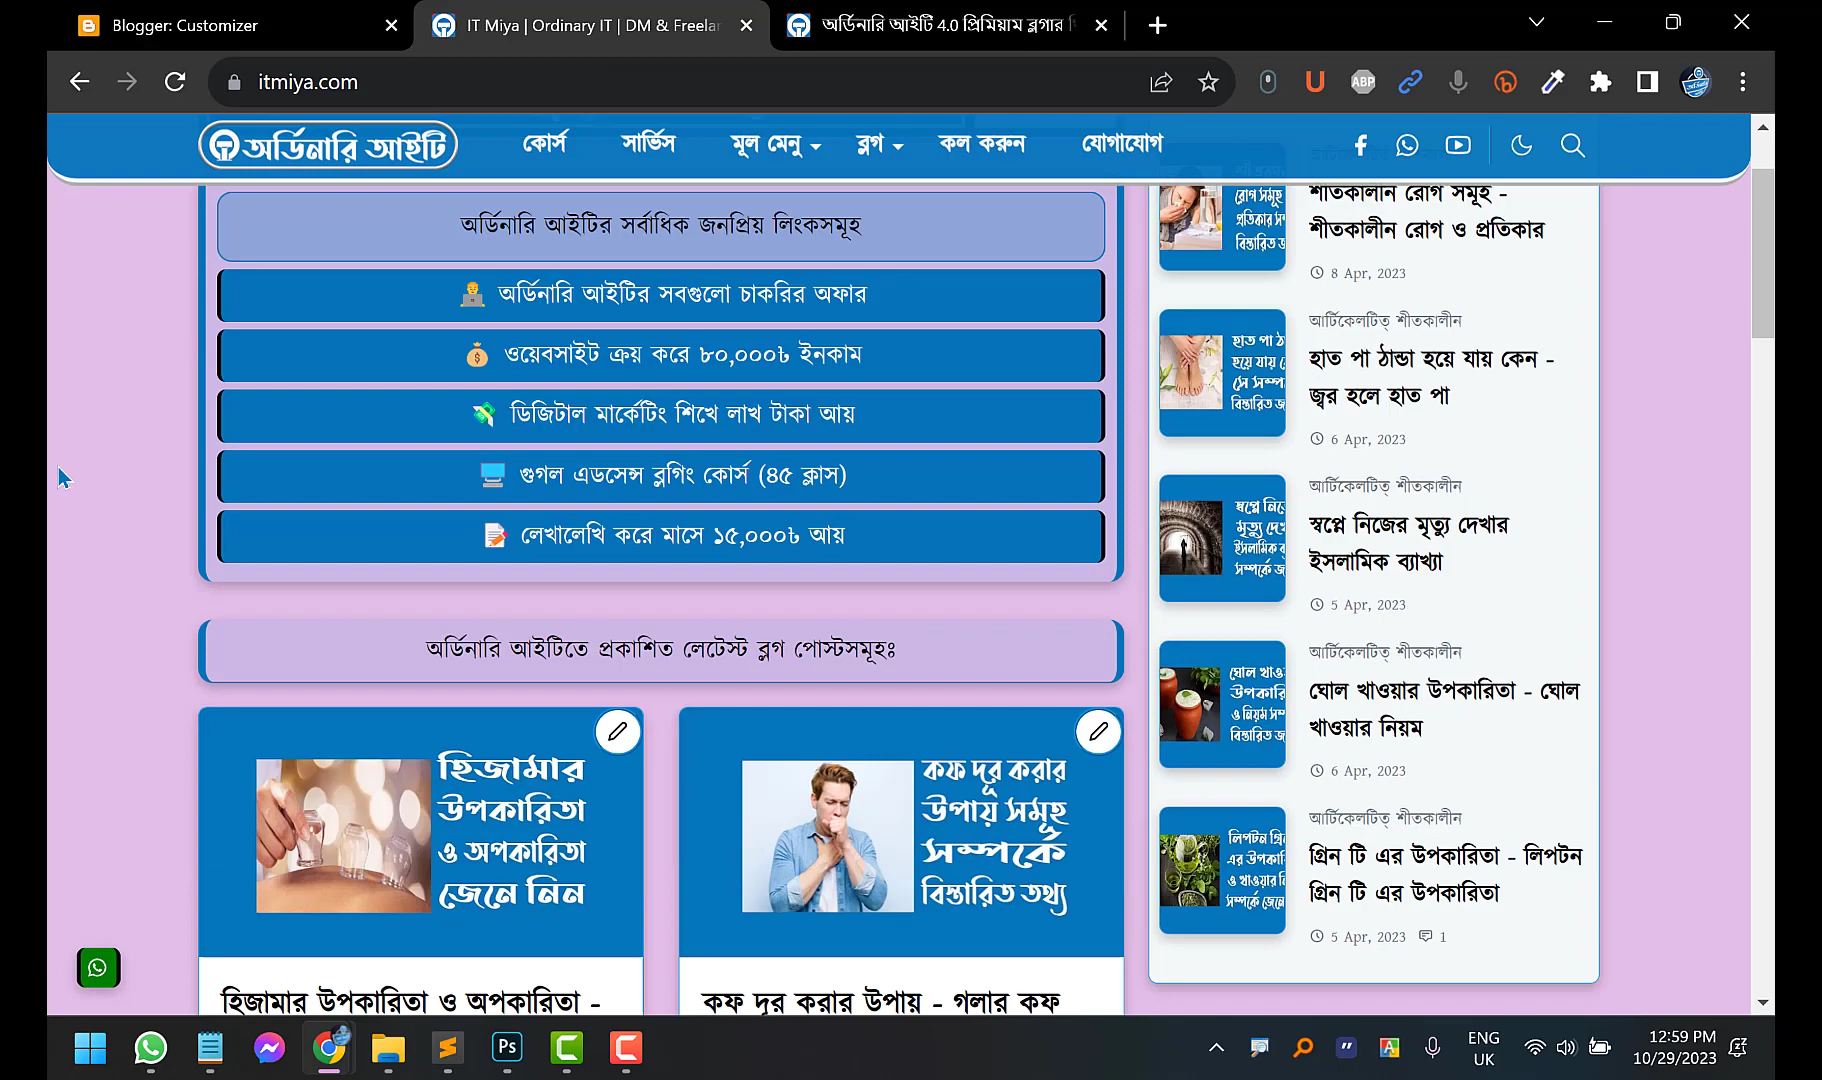 Blogger: Customizer
IT Miya | Ordinary IT | DM & Freelan
অর্ডিনারি আইটি 4.0 প্রিমিয়াম ব্লগার
itmiya.com
ABP
অর্ডিনারি আইটি
কোর্স
সার্ভিস
মূল মেনু
ব্লগ
কল করুন
যোগাযোগ
অর্ডিনারি আইটির সর্বাধিক জনপ্রিয় লিংকসমূহ
অর্ডিনারি আইটির সবগুলো চাকরির অফার
ওয়েবসাইট ক্রয় করে ৮০,০০০৳ ইনকাম
ডিজিটাল মার্কেটিং শিখে লাখ টাকা আয়
গুগল এডসেন্স ব্লগিং কোর্স (৪৫ ক্লাস)
লেখালেখি করে মাসে ১৫,০০০৳ আয়
অর্ডিনারি আইটিতে প্রকাশিত লেটেস্ট ব্লগ পোস্টসমূহঃ
হিজামার
উপকারিতা
ও অপকারিতা
জেনে নিন
হিজামার উপকারিতা ও অপকারিতা -
কফ দূর করার
উপায় সমূহ
সম্পর্কে
বিস্তারিত তথ্য
কফ দূর করার উপায় - গলার কফ
রোগ সমূহ
শীতকালীন রোগ সমূহ -
শীতকালীন রোগ ও প্রতিকার
8 Apr, 2023
হাত পা ঠ
হয়ে যায়
আর্টিকেলটিতে শীতকালীন
হাত পা ঠান্ডা হয়ে যায় কেন -
জ্বর হলে হাত পা
6 Apr, 2023
আর্টিকেলটিতে শীতকালীন
স্বপ্নে নিজের মৃত্যু দেখার
ইসলামিক ব্যাখ্যা
5 Apr, 2023
আর্টিকেলটিতে শীতকালীন
ঘোল খাওয়ার উপকারিতা - ঘোল
খাওয়ার নিয়ম
6 Apr, 2023
আর্টিকেলটিতে শীতকালীন
গ্রিন টি এর উপকারিতা - লিপটন
গ্রিন টি এর উপকারিতা
5 Apr, 2023 1
Ps
ENG
UK
12:59 PM
10/29/2023